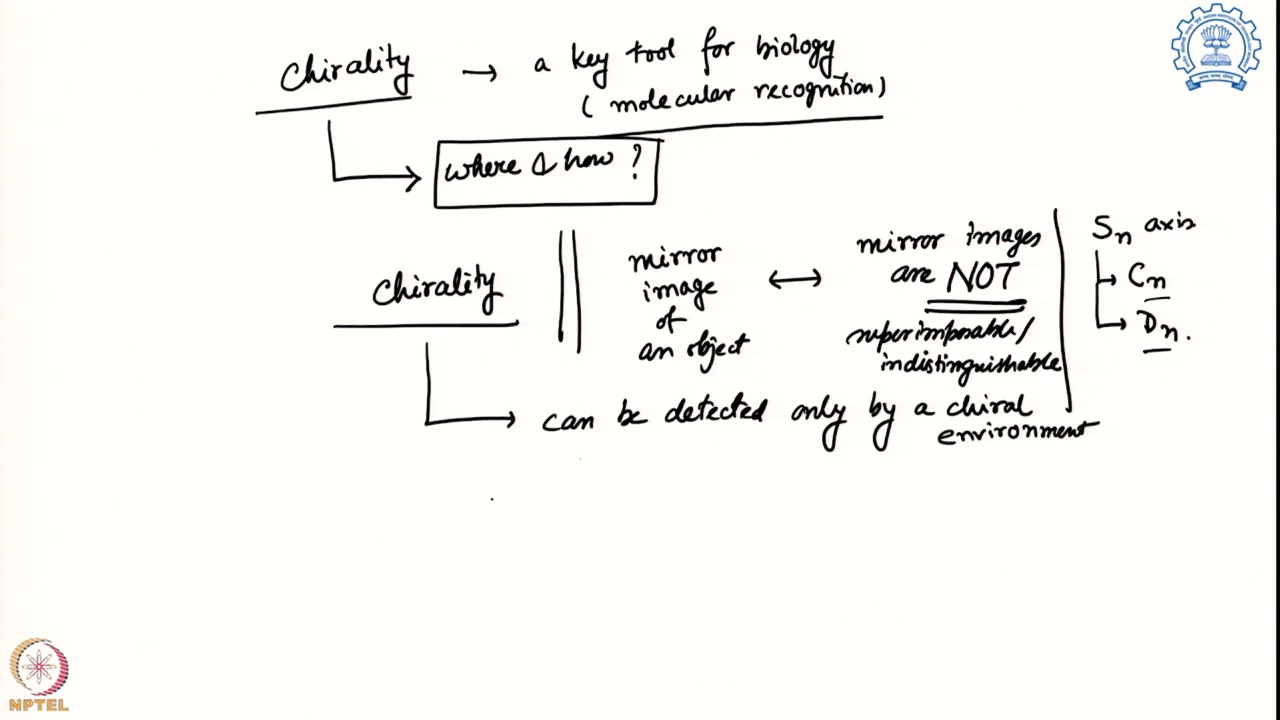 Chirality → a key tool for biology
(molecular recognition)
where & how?
Chirality
mirror
image
of
an object
↔
mirror images
are NOT
superimposable/
indistinguishable
Sn axis
→ Cn
→ Dn.
can be detected only by a chiral
environment
NPTEL